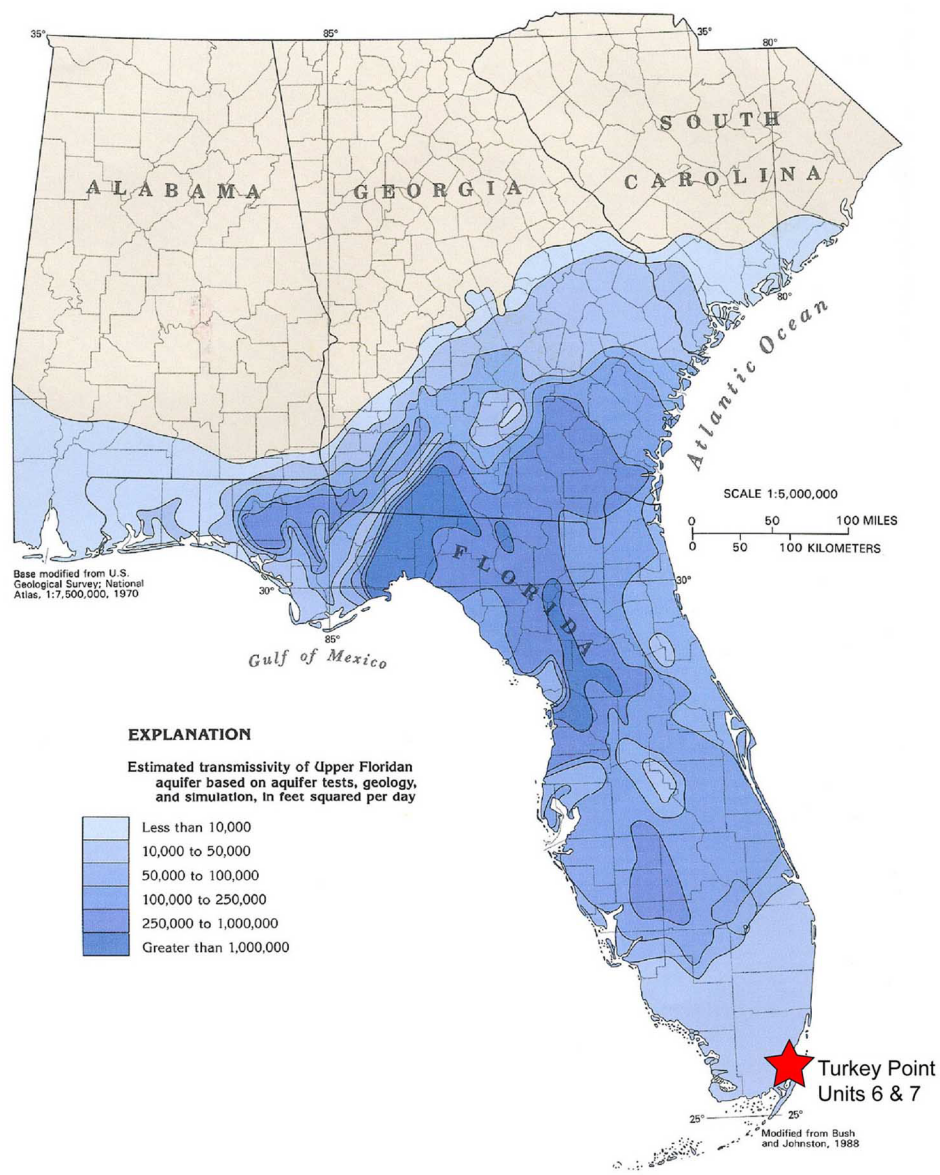 35°
85°
35°
80°
SOUTH
CAROLINA
ALABAMA
GEORGIA
80°
Atlantic Ocean
SCALE 1:5,000,000
0 50 100 MILES
0 50 100 KILOMETERS
FLORIDA
Base modified from U.S.
Geological Survey; National
Atlas, 1:7,500,000, 1970
30°
30°
85°
Gulf of Mexico
EXPLANATION
Estimated transmissivity of Upper Floridan
aquifer based on aquifer tests, geology,
and simulation, in feet squared per day
Less than 10,000
10,000 to 50,000
50,000 to 100,000
100,000 to 250,000
250,000 to 1,000,000
Greater than 1,000,000
Turkey Point
Units 6 & 7
25°
25°
Modified from Bush
and Johnston, 1988